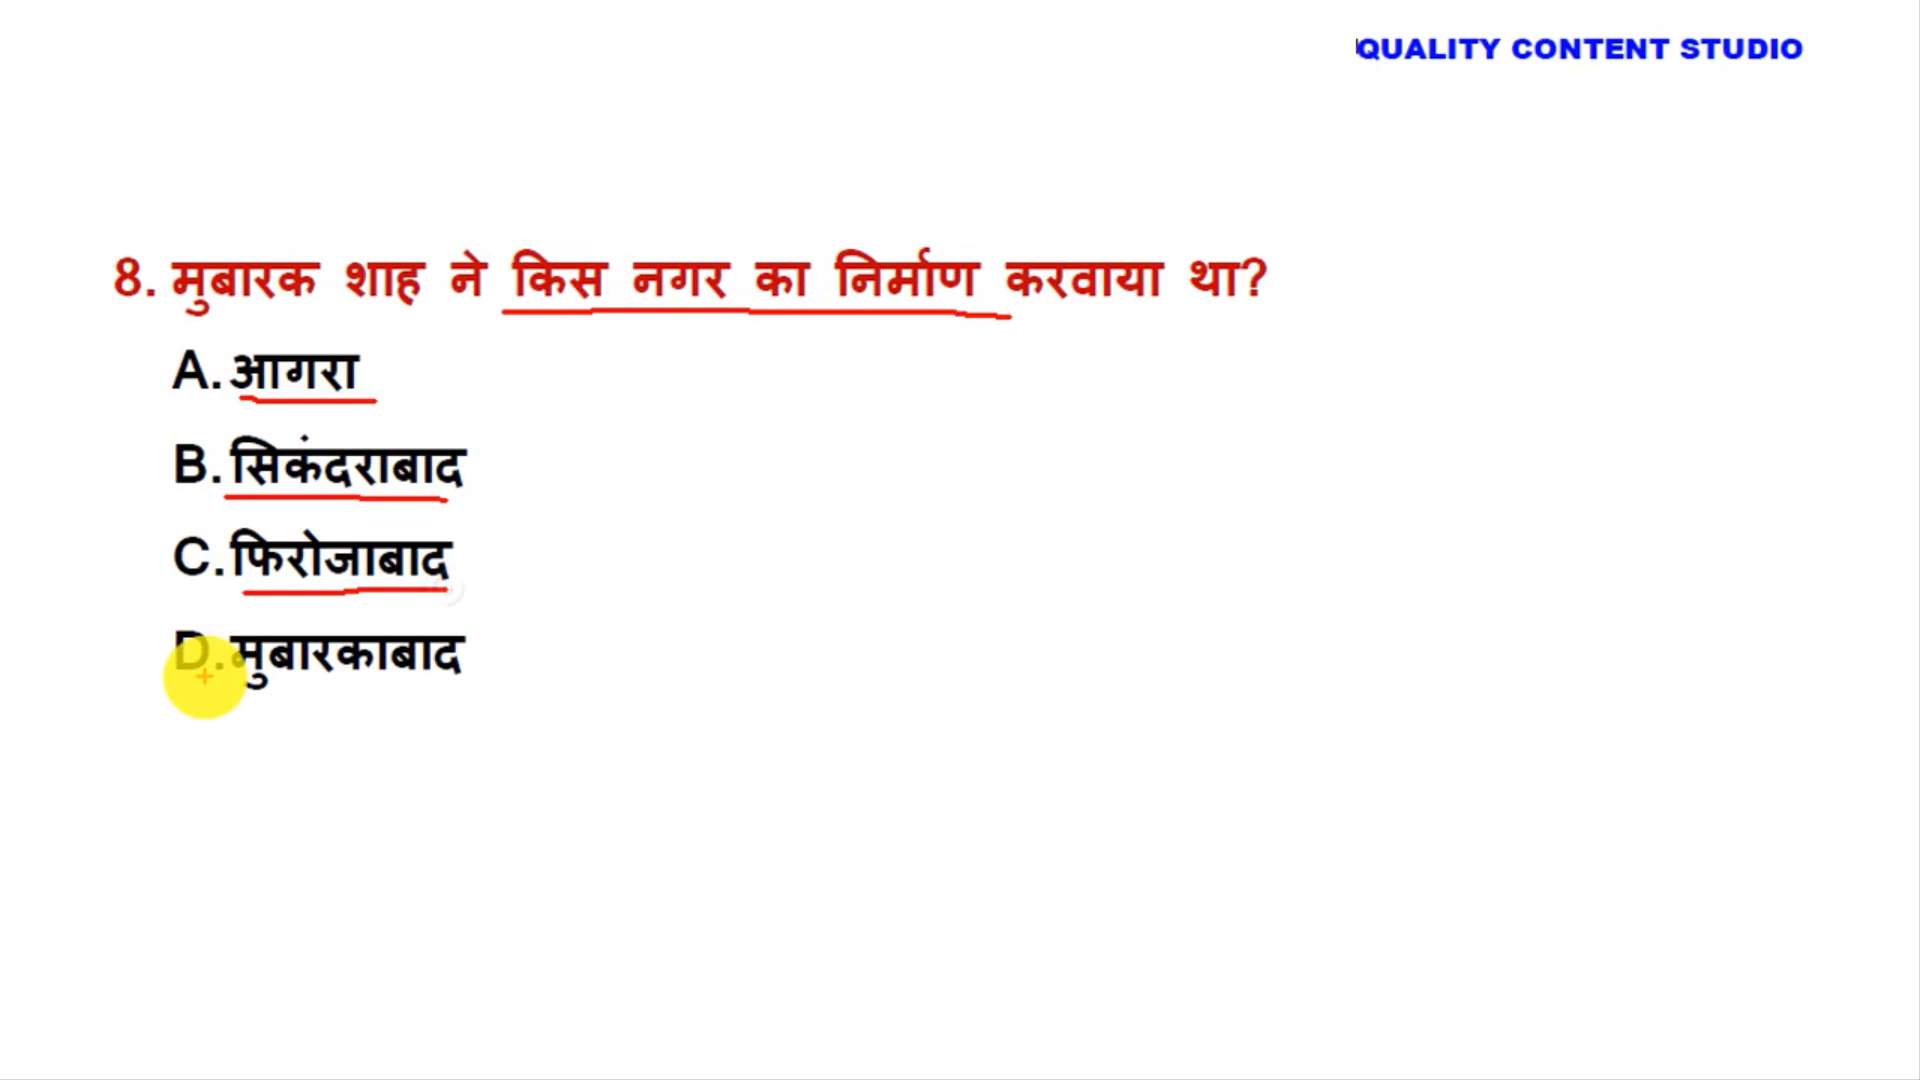 QUALITY CONTENT STUDIO
8. मुबारक शाह ने किस नगर का निर्माण करवाया था?
A. आगरा
B. सिकंदराबाद
C. फिरोजाबाद
D. मुबारकाबाद